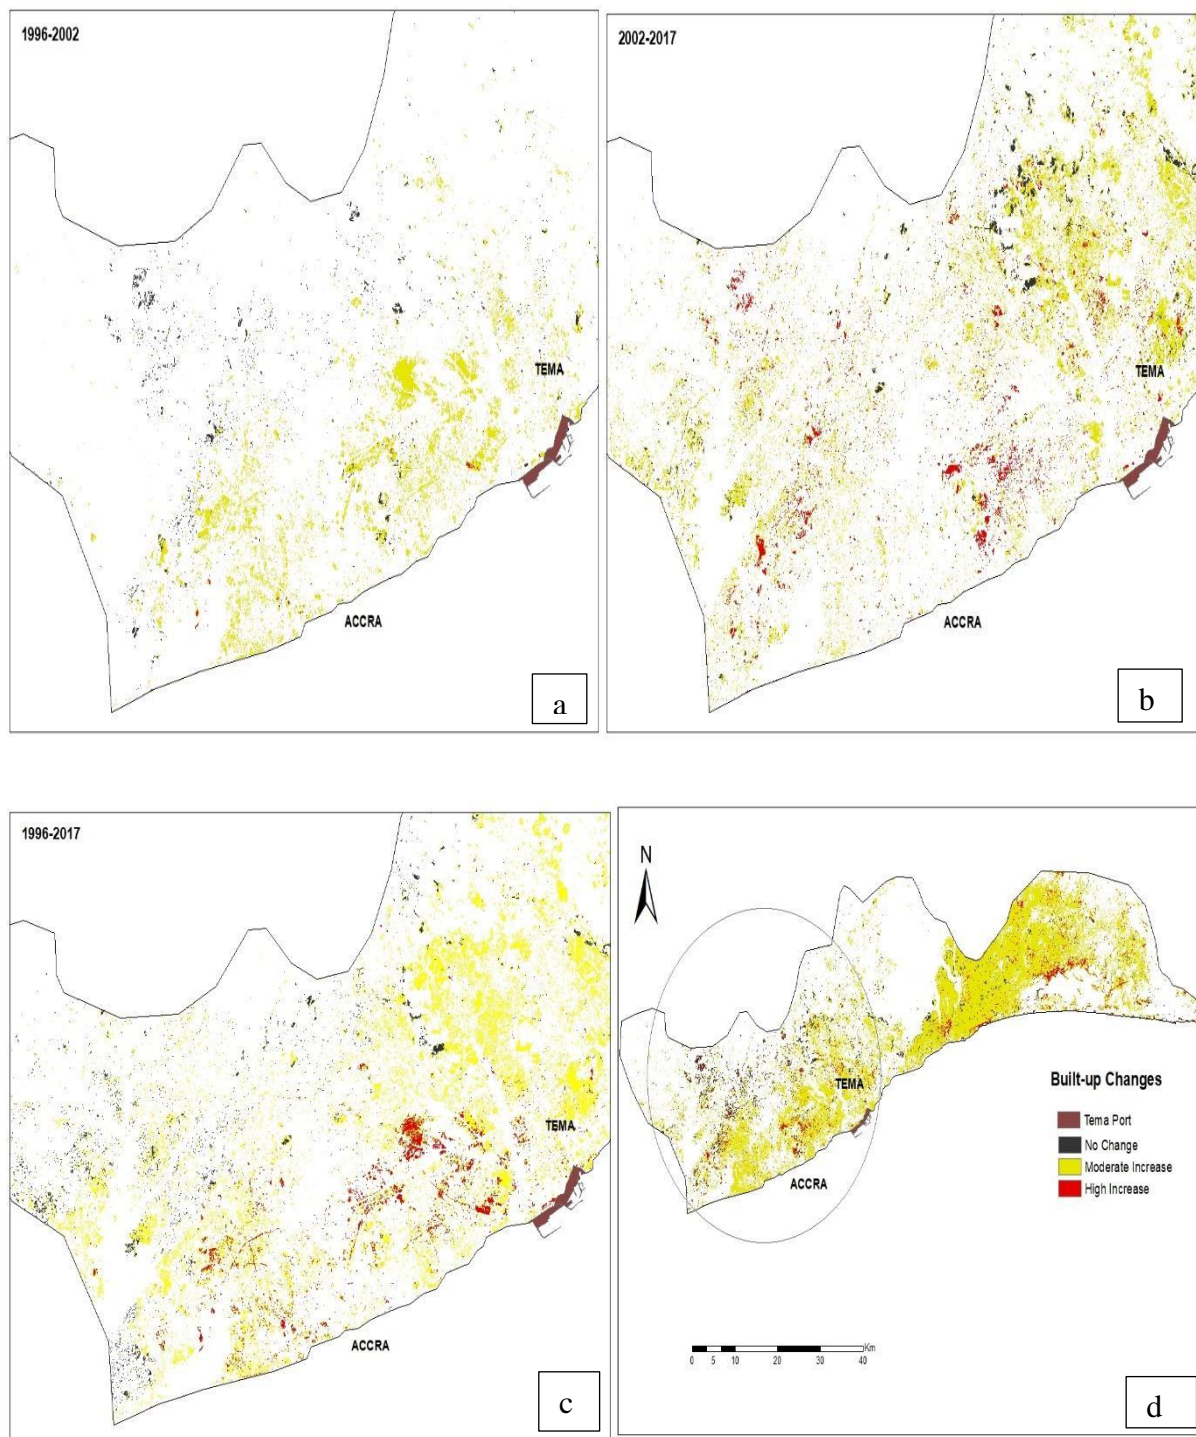 1996-2002
TEMA
ACCRA
a
2002-2017
TEMA
ACCRA
b
1996-2017
TEMA
ACCRA
c
N
TEMA
ACCRA
Built-up Changes
Tema Port
No Change
Moderate Increase
High Increase
Km
0 5 10 20 30 40
d